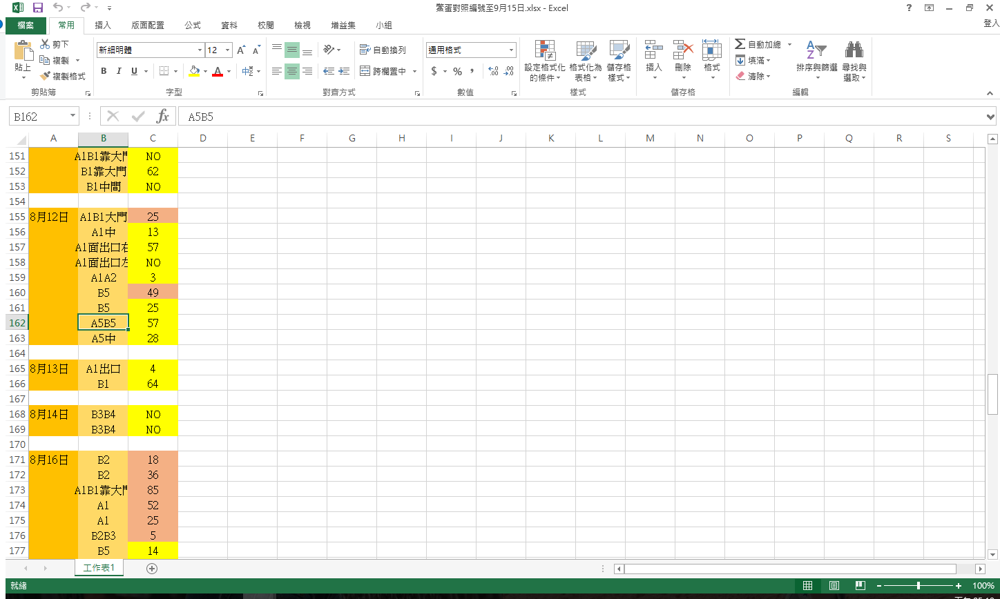 鱉蛋對照編號至9月15日.xlsx - Excel
檔案 常用 插入 版面配置 公式 資料 校閱 檢視 增益集 小組 登入
貼上 剪下 複製 複製格式 剪貼簿
新細明體 12 B I U 字型
自動換列 跨欄置中 對齊方式
通用格式 $ % , 數值
設定格式化的條件 格式化為表格 儲存格樣式 樣式
插入 刪除 格式 儲存格
自動加總 填滿 清除 排序與篩選 尋找與選取 編輯
B162 fx A5B5
A B C D E F G H I J K L M N O P Q R S
151 A1B1靠大門 NO
152 B1靠大門 62
153 B1中間 NO
154
155 8月12日 A1B1大門 25
156 A1中 13
157 A1面出口右 57
158 A1面出口左 NO
159 A1A2 3
160 B5 49
161 B5 25
162 A5B5 57
163 A5中 28
164
165 8月13日 A1出口 4
166 B1 64
167
168 8月14日 B3B4 NO
169 B3B4 NO
170
171 8月16日 B2 18
172 B2 36
173 A1B1靠大門 85
174 A1 52
175 A1 25
176 B2B3 5
177 B5 14
工作表1
就緒 100%